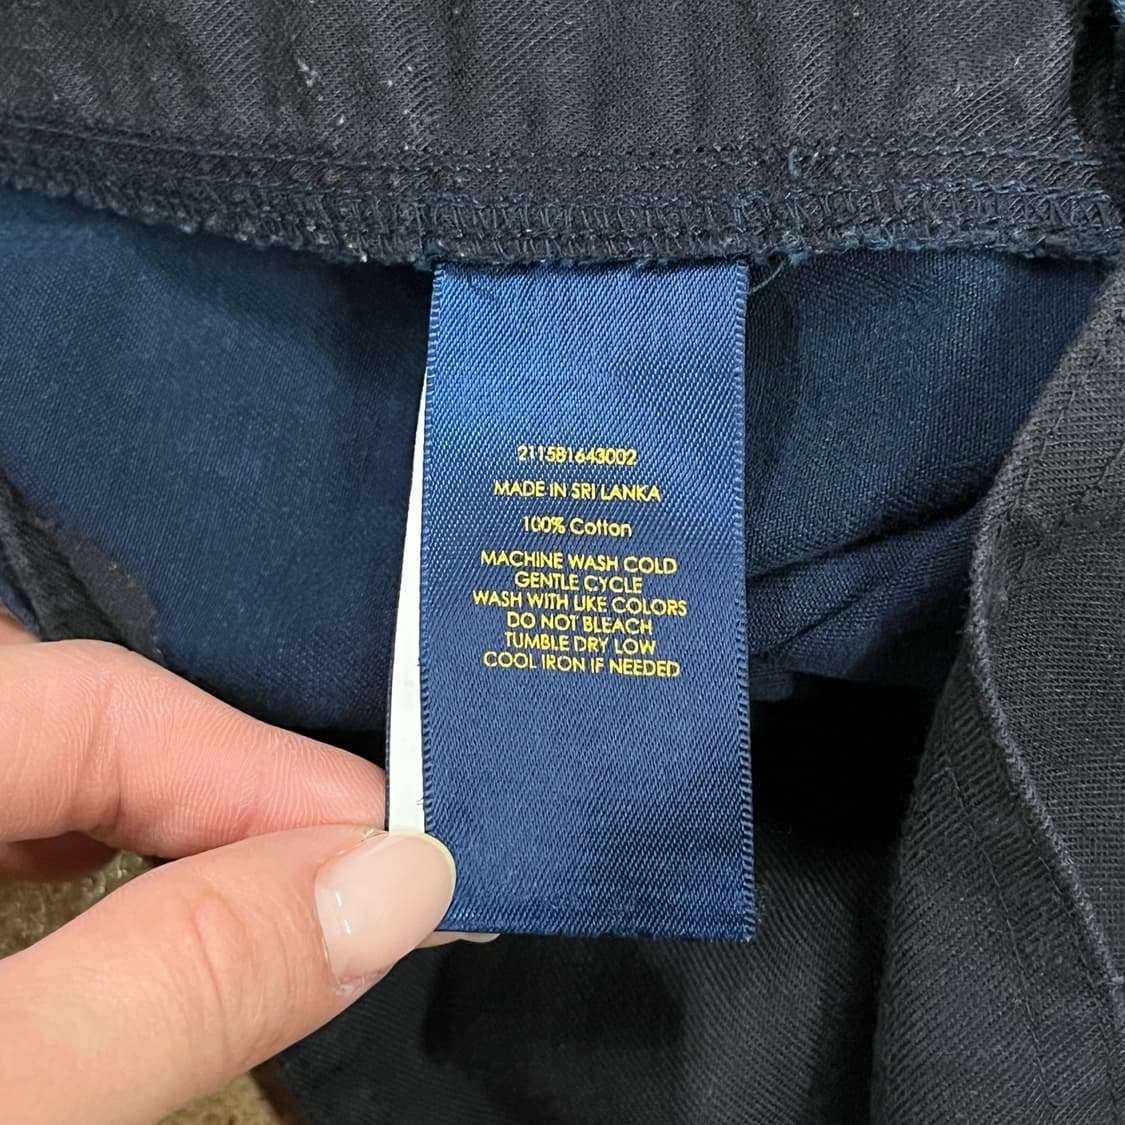 211581643002
MADE IN SRI LANKA
100% Cotton
MACHINE WASH COLD
GENTLE CYCLE
WASH WITH LIKE COLORS
DO NOT BLEACH
TUMBLE DRY LOW
COOL IRON IF NEEDED